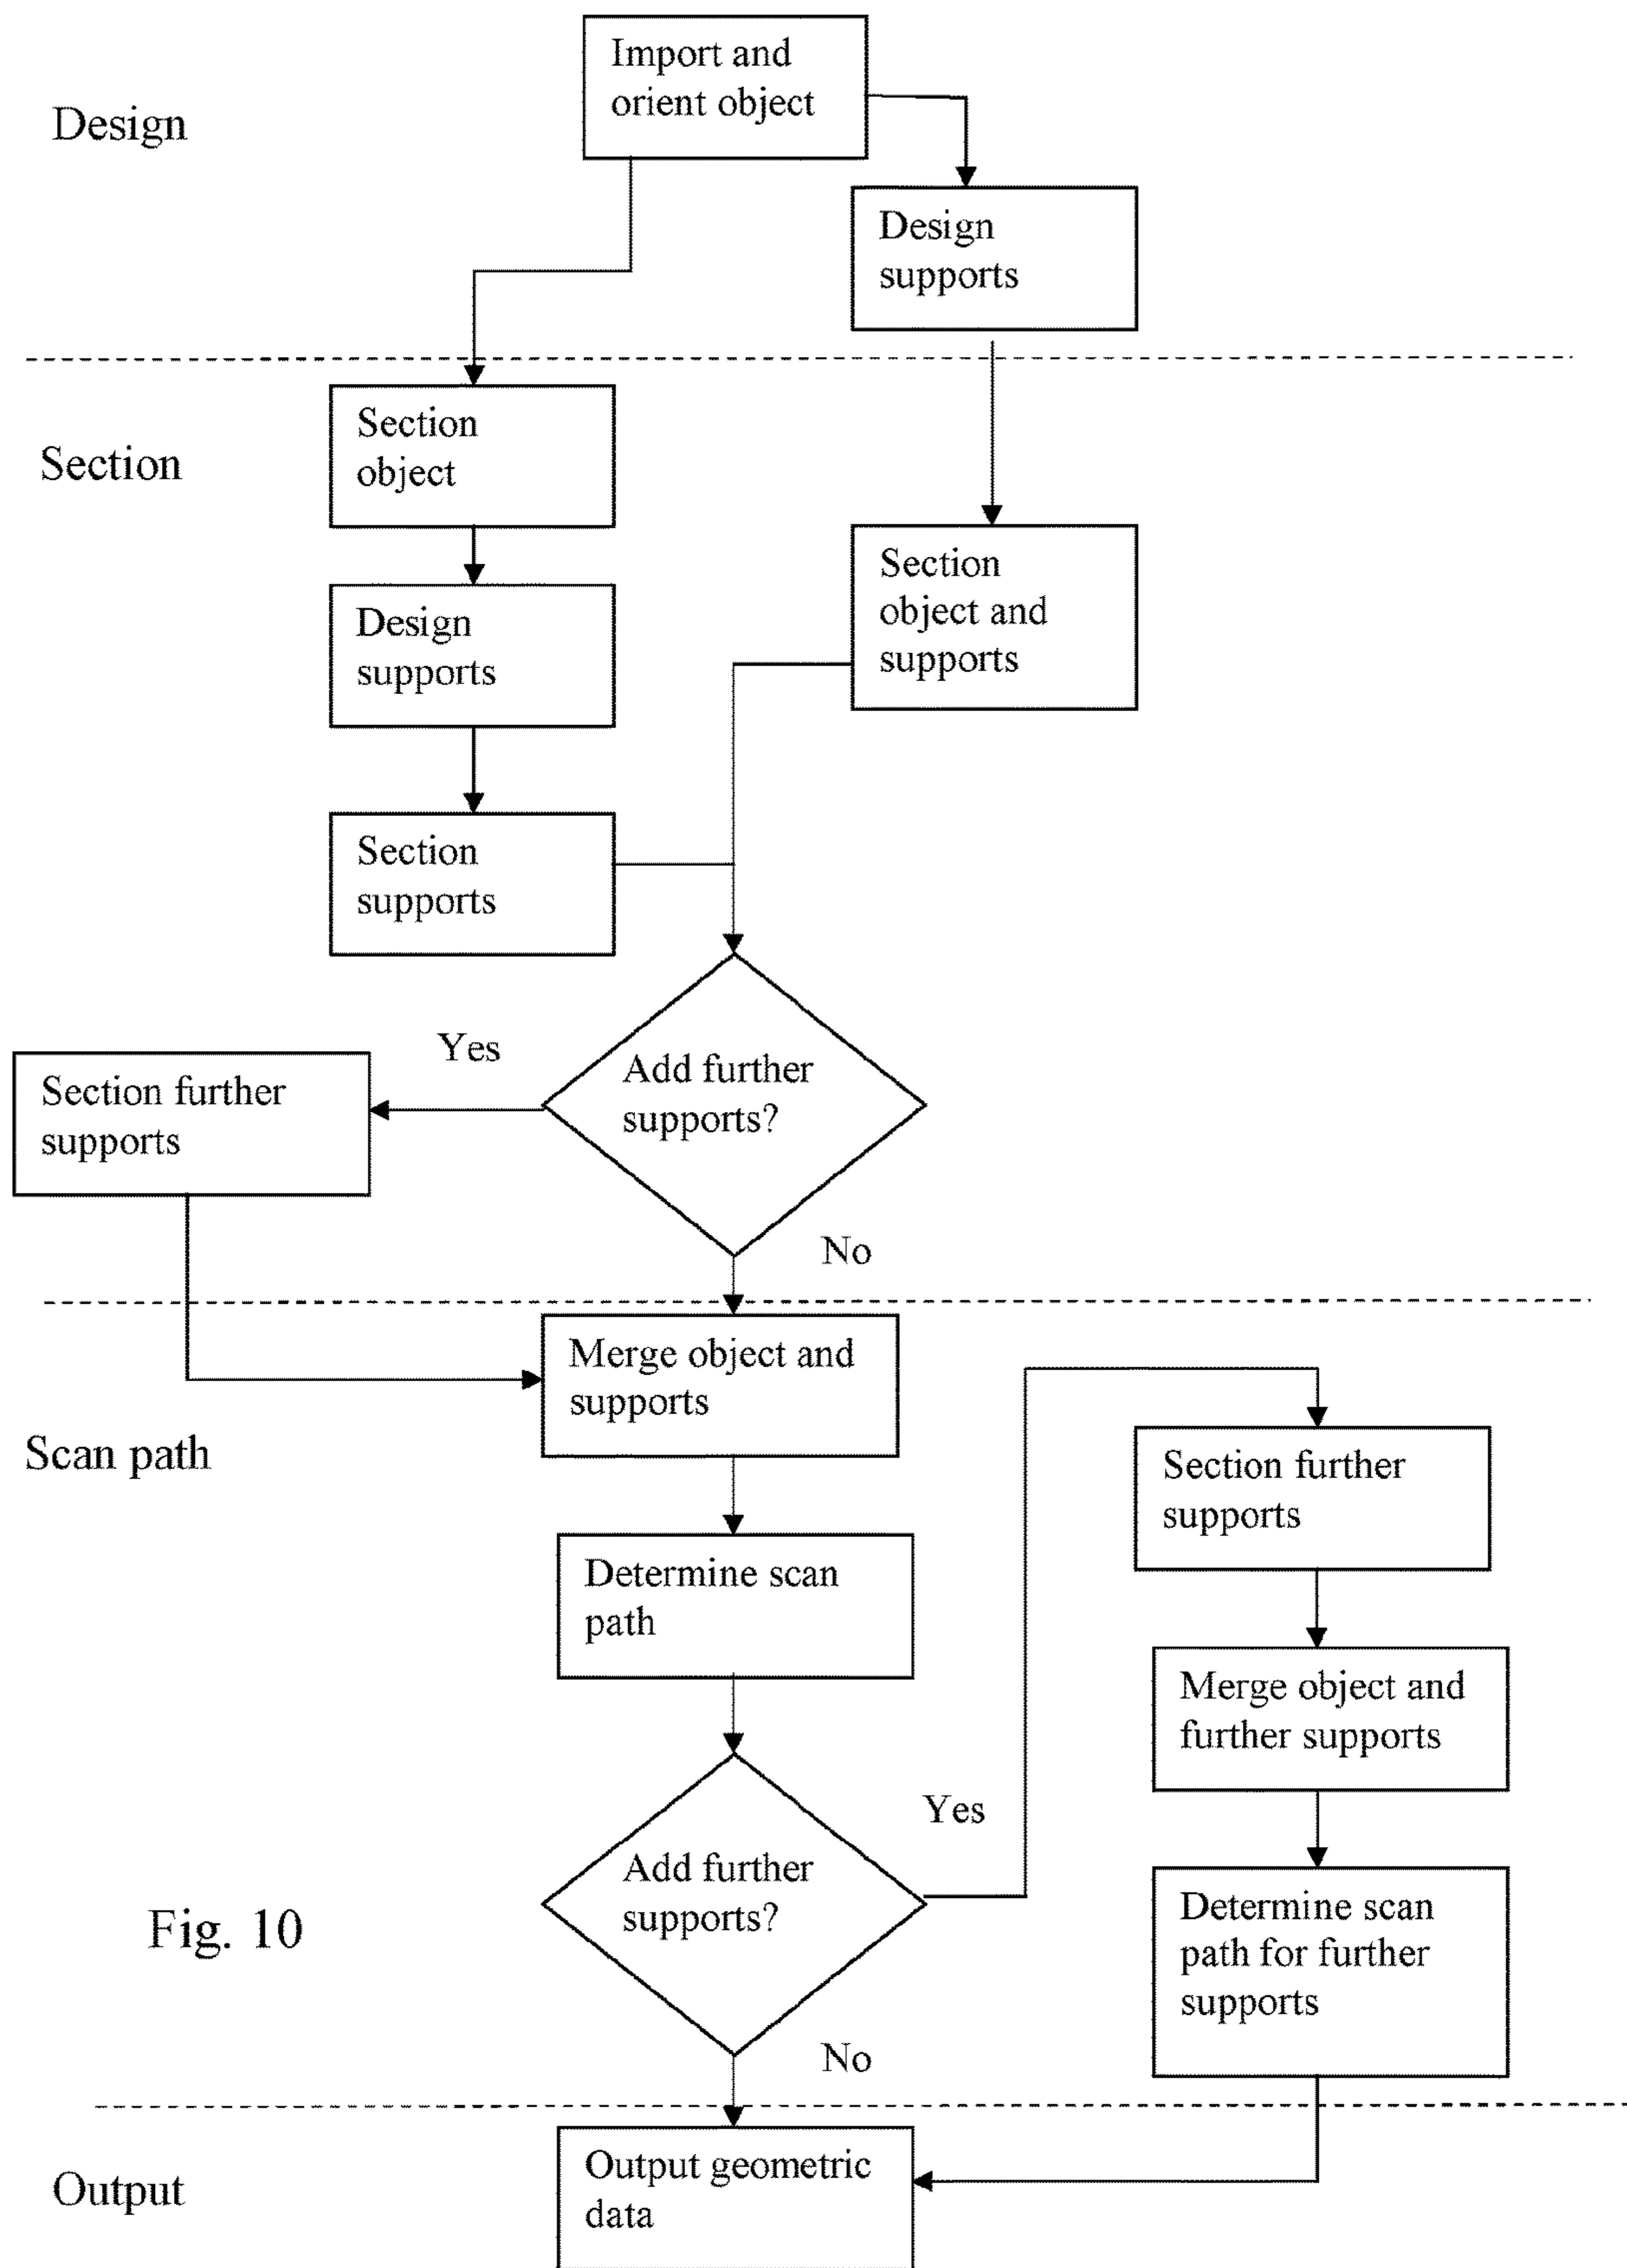 Import and
orient object
Design
Design
supports
Section
object
Section
Section
object and
supports
Design
supports
Section
supports
Yes
Add further
supports?
Section further
supports
No
Merge object and
supports
Scan path
Section further
supports
Determine scan
path
Merge object and
further supports
Yes
Add further
supports?
Determine scan
path for further
supports
Fig. 10
No
Output geometric
data
Output